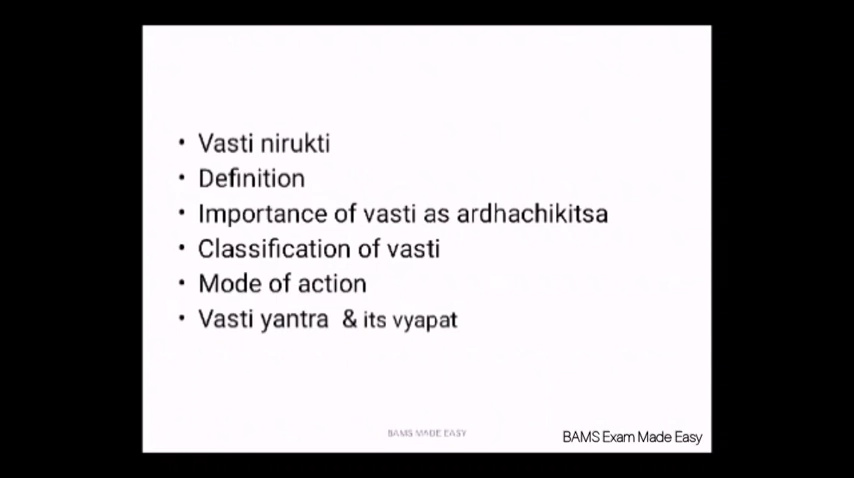 • Vasti nirukti
• Definition
• Importance of vasti as ardhachikitsa
• Classification of vasti
• Mode of action
• Vasti yantra & its vyapat
BAMS MADE EASY
BAMS Exam Made Easy